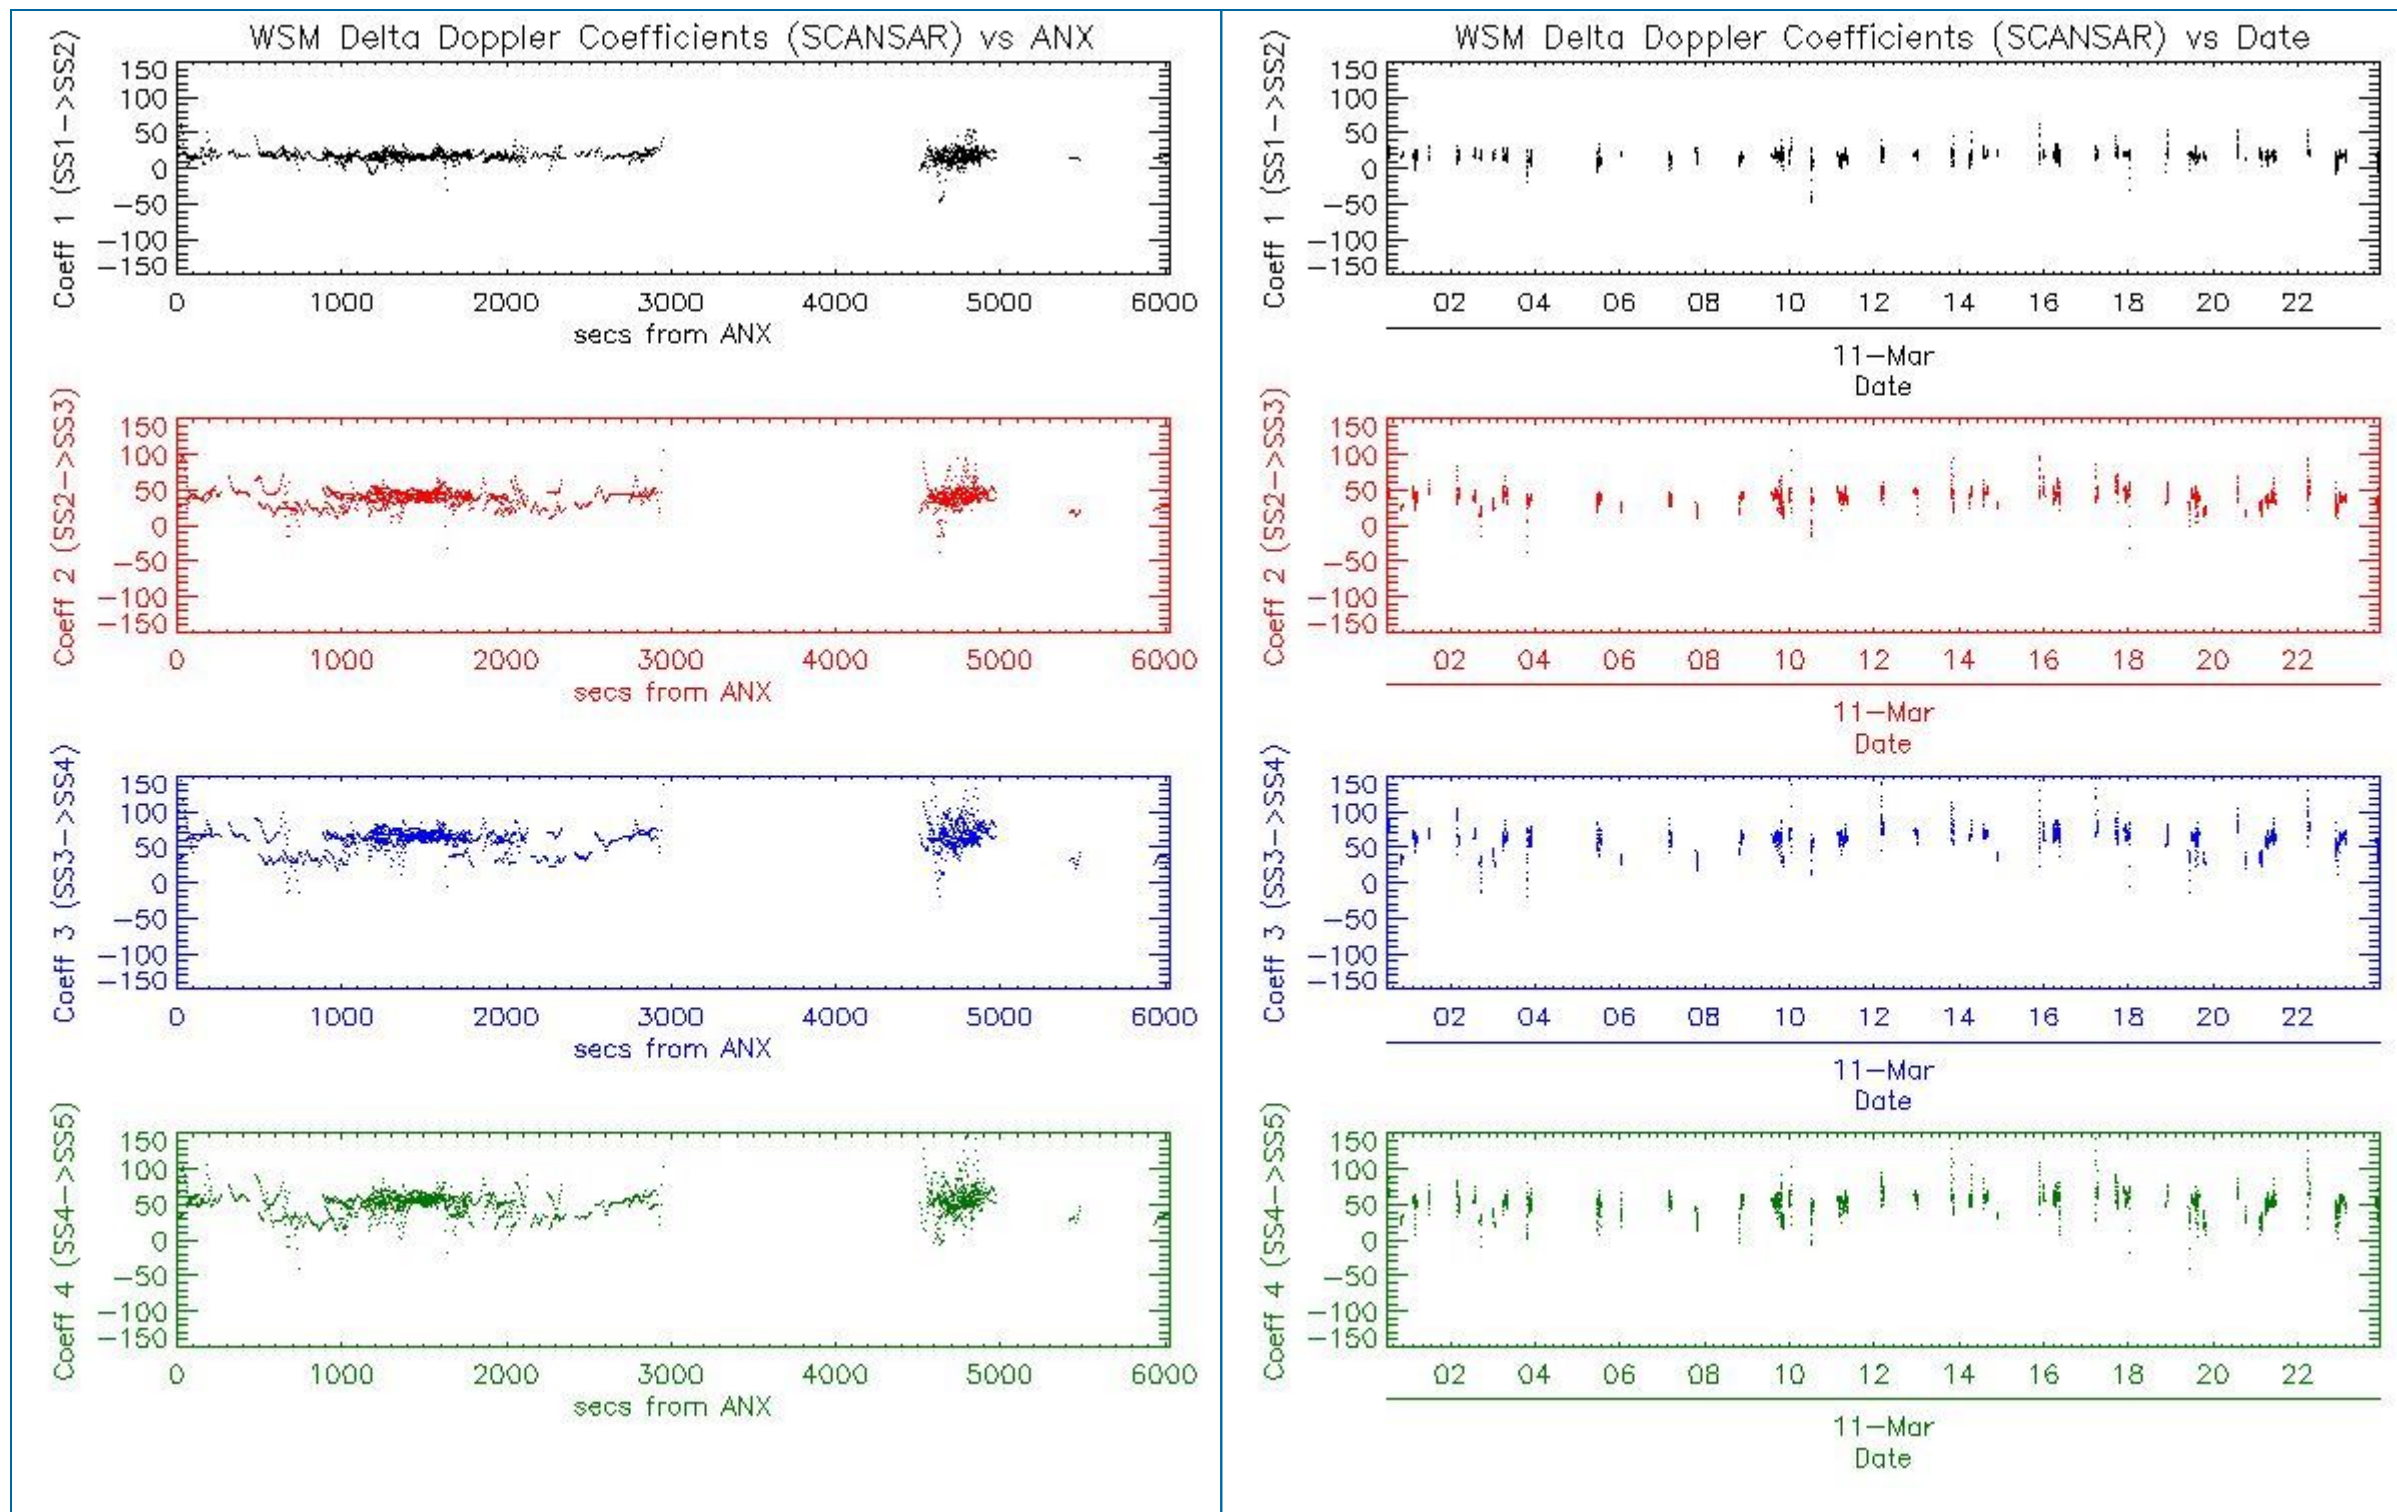 WSM Delta Doppler Coefficients (SCANSAR) vs ANX
Coeff 1 (SS1->SS2)
150
100
50
0
-50
-100
-150
0 1000 2000 3000 4000 5000 6000
secs from ANX
Coeff 2 (SS2->SS3)
150
100
50
0
-50
-100
-150
0 1000 2000 3000 4000 5000 6000
secs from ANX
Coeff 3 (SS3->SS4)
150
100
50
0
-50
-100
-150
0 1000 2000 3000 4000 5000 6000
secs from ANX
Coeff 4 (SS4->SS5)
150
100
50
0
-50
-100
-150
0 1000 2000 3000 4000 5000 6000
secs from ANX
WSM Delta Doppler Coefficients (SCANSAR) vs Date
Coeff 1 (SS1->SS2)
150
100
50
0
-50
-100
-150
02 04 06 08 10 12 14 16 18 20 22
11-Mar
Date
Coeff 2 (SS2->SS3)
150
100
50
0
-50
-100
-150
02 04 06 08 10 12 14 16 18 20 22
11-Mar
Date
Coeff 3 (SS3->SS4)
150
100
50
0
-50
-100
-150
02 04 06 08 10 12 14 16 18 20 22
11-Mar
Date
Coeff 4 (SS4->SS5)
150
100
50
0
-50
-100
-150
02 04 06 08 10 12 14 16 18 20 22
11-Mar
Date